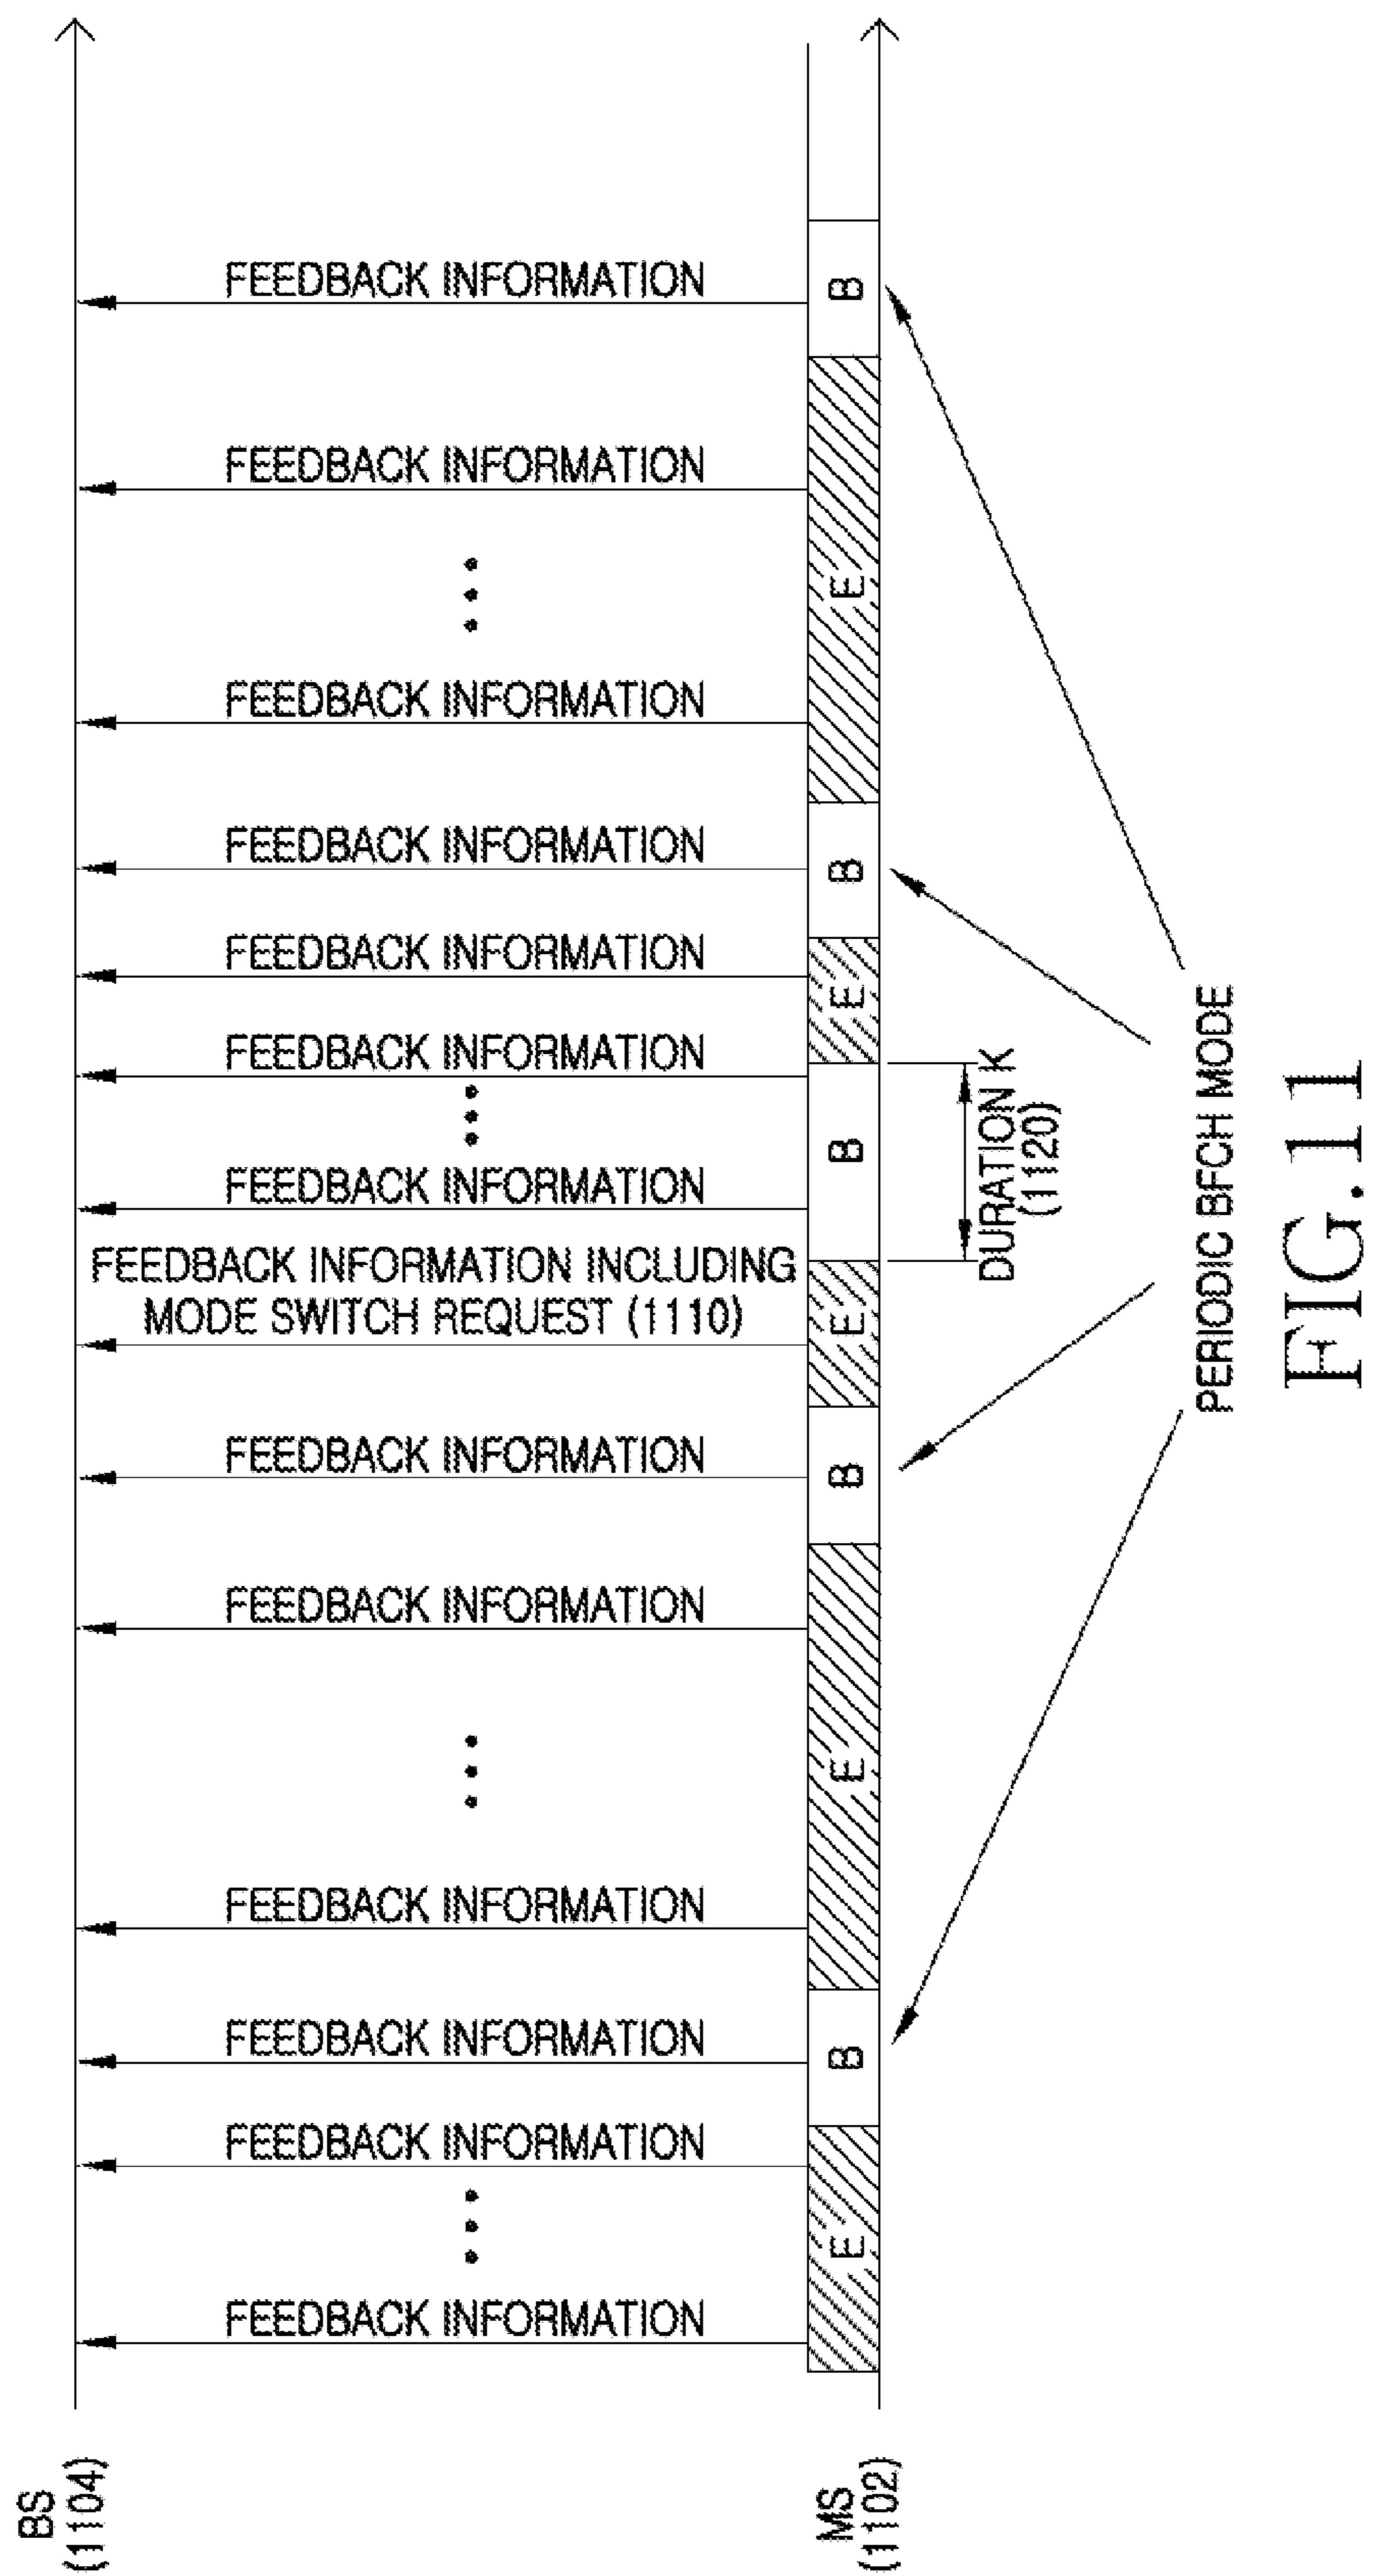 BS
(1104)
FEEDBACK INFORMATION
FEEDBACK INFORMATION
FEEDBACK INFORMATION
FEEDBACK INFORMATION
FEEDBACK INFORMATION
FEEDBACK INFORMATION
FEEDBACK INFORMATION INCLUDING
MODE SWITCH REQUEST (1110)
FEEDBACK INFORMATION
FEEDBACK INFORMATION
FEEDBACK INFORMATION
FEEDBACK INFORMATION
FEEDBACK INFORMATION
FEEDBACK INFORMATION
FEEDBACK INFORMATION
MS
(1102)
E
B
E
B
E
B
E
B
E
B
DURATION K
(1120)
PERIODIC BFCH MODE
FIG.11